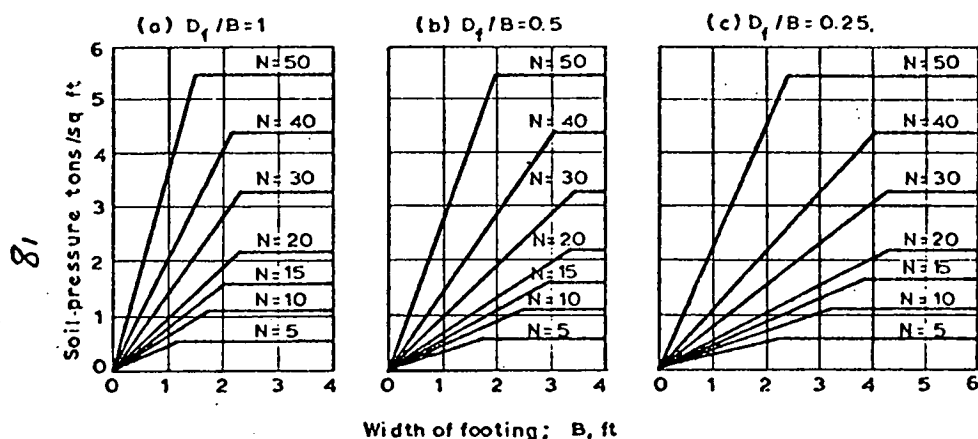 (a) D_f/B=1 (b) D_f/B=0.5 (c) D_f/B=0.25.
Soil-pressure tons/sq ft
6
5
4
3
2
1
0
N=50
N=40
N=30
N=20
N=15
N=10
N=5
0 1 2 3 4
N=50
N=40
N=30
N=20
N=15
N=10
N=5
0 1 2 3 4
N=50
N=40
N=30
N=20
N=15
N=10
N=5
0 1 2 3 4 5 6
Width of footing; B, ft
81